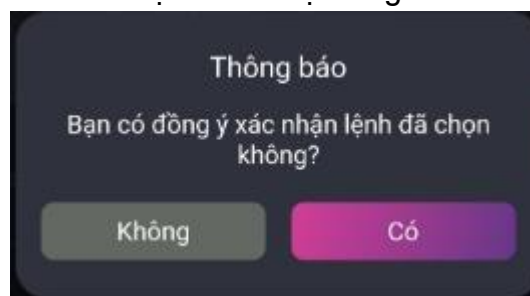 Thông báo
Bạn có đồng ý xác nhận lệnh đã chọn
không?
Không
Có